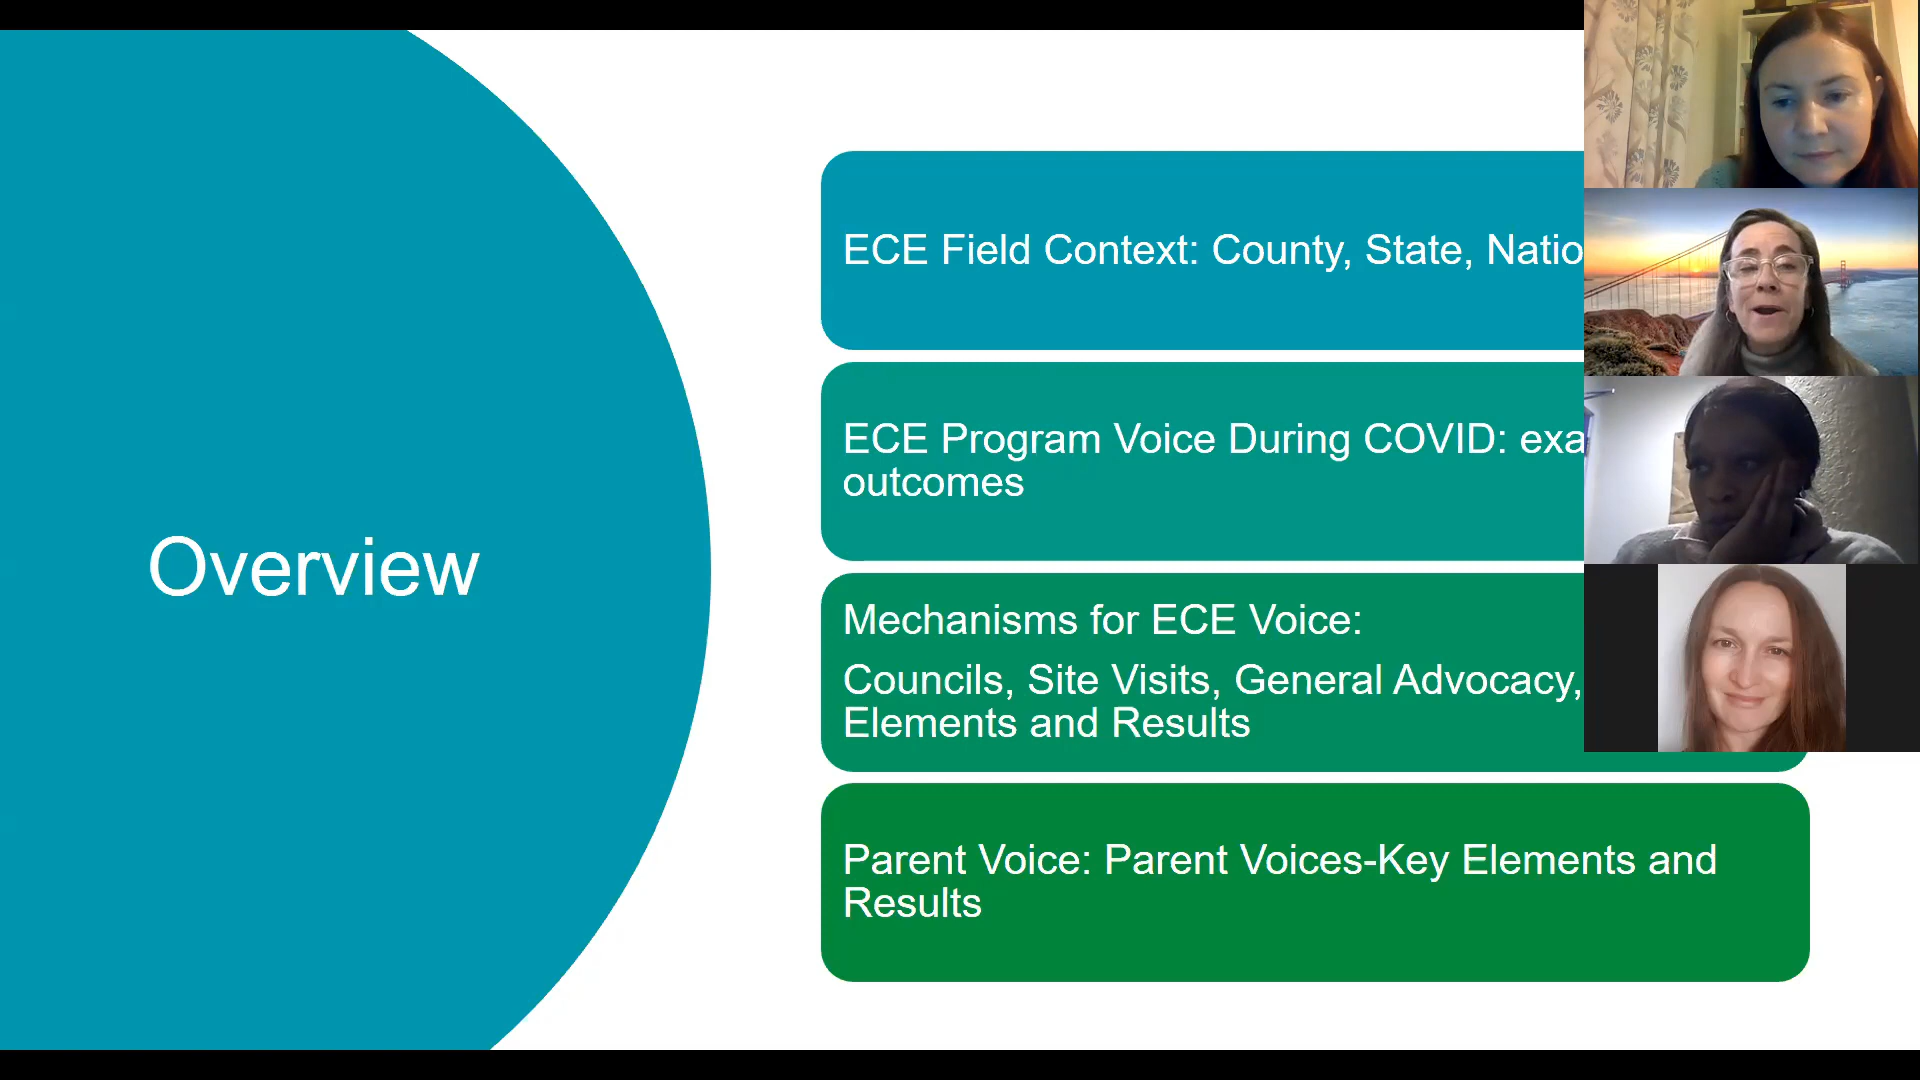 Overview
ECE Field Context: County, State, Natio
ECE Program Voice During COVID: exa
outcomes
Mechanisms for ECE Voice:
Councils, Site Visits, General Advocacy,
Elements and Results
Parent Voice: Parent Voices-Key Elements and
Results